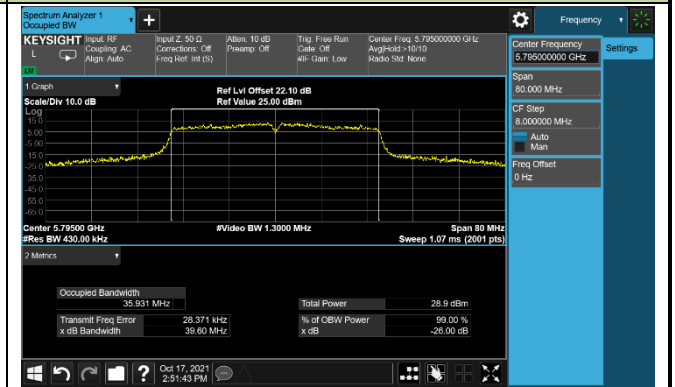 Spectrum Analyzer 1
Occupied BW
+
Frequency
KEYSIGHT
L
Input: RF
Coupling: AC
Align: Auto
Input Z: 50 Ω
Corrections: Off
Freq Ref: Int (S)
Atten: 10 dB
Preamp: Off
Trig: Free Run
Gate: Off
#IF Gain: Low
Center Freq: 5.795000000 GHz
Avg|Hold:>10/10
Radio Std: None
Center Frequency
5.795000000 GHz
Settings
Span
80.000 MHz
CF Step
8.000000 MHz
Auto
Man
Freq Offset
0 Hz
1 Graph
Scale/Div 10.0 dB
Ref Lvl Offset 22.10 dB
Ref Value 25.00 dBm
Log
15.0
5.00
-5.00
-15.0
-25.0
-35.0
-45.0
-55.0
-65.0
Center 5.79500 GHz
#Res BW 430.00 kHz
#Video BW 1.3000 MHz
Span 80 MHz
Sweep 1.07 ms (2001 pts)
2 Metrics
Occupied Bandwidth
35.931 MHz
Total Power 28.9 dBm
Transmit Freq Error 28.371 kHz
% of OBW Power 99.00 %
x dB Bandwidth 39.60 MHz
x dB -26.00 dB
?
Oct 17, 2021
2:51:43 PM